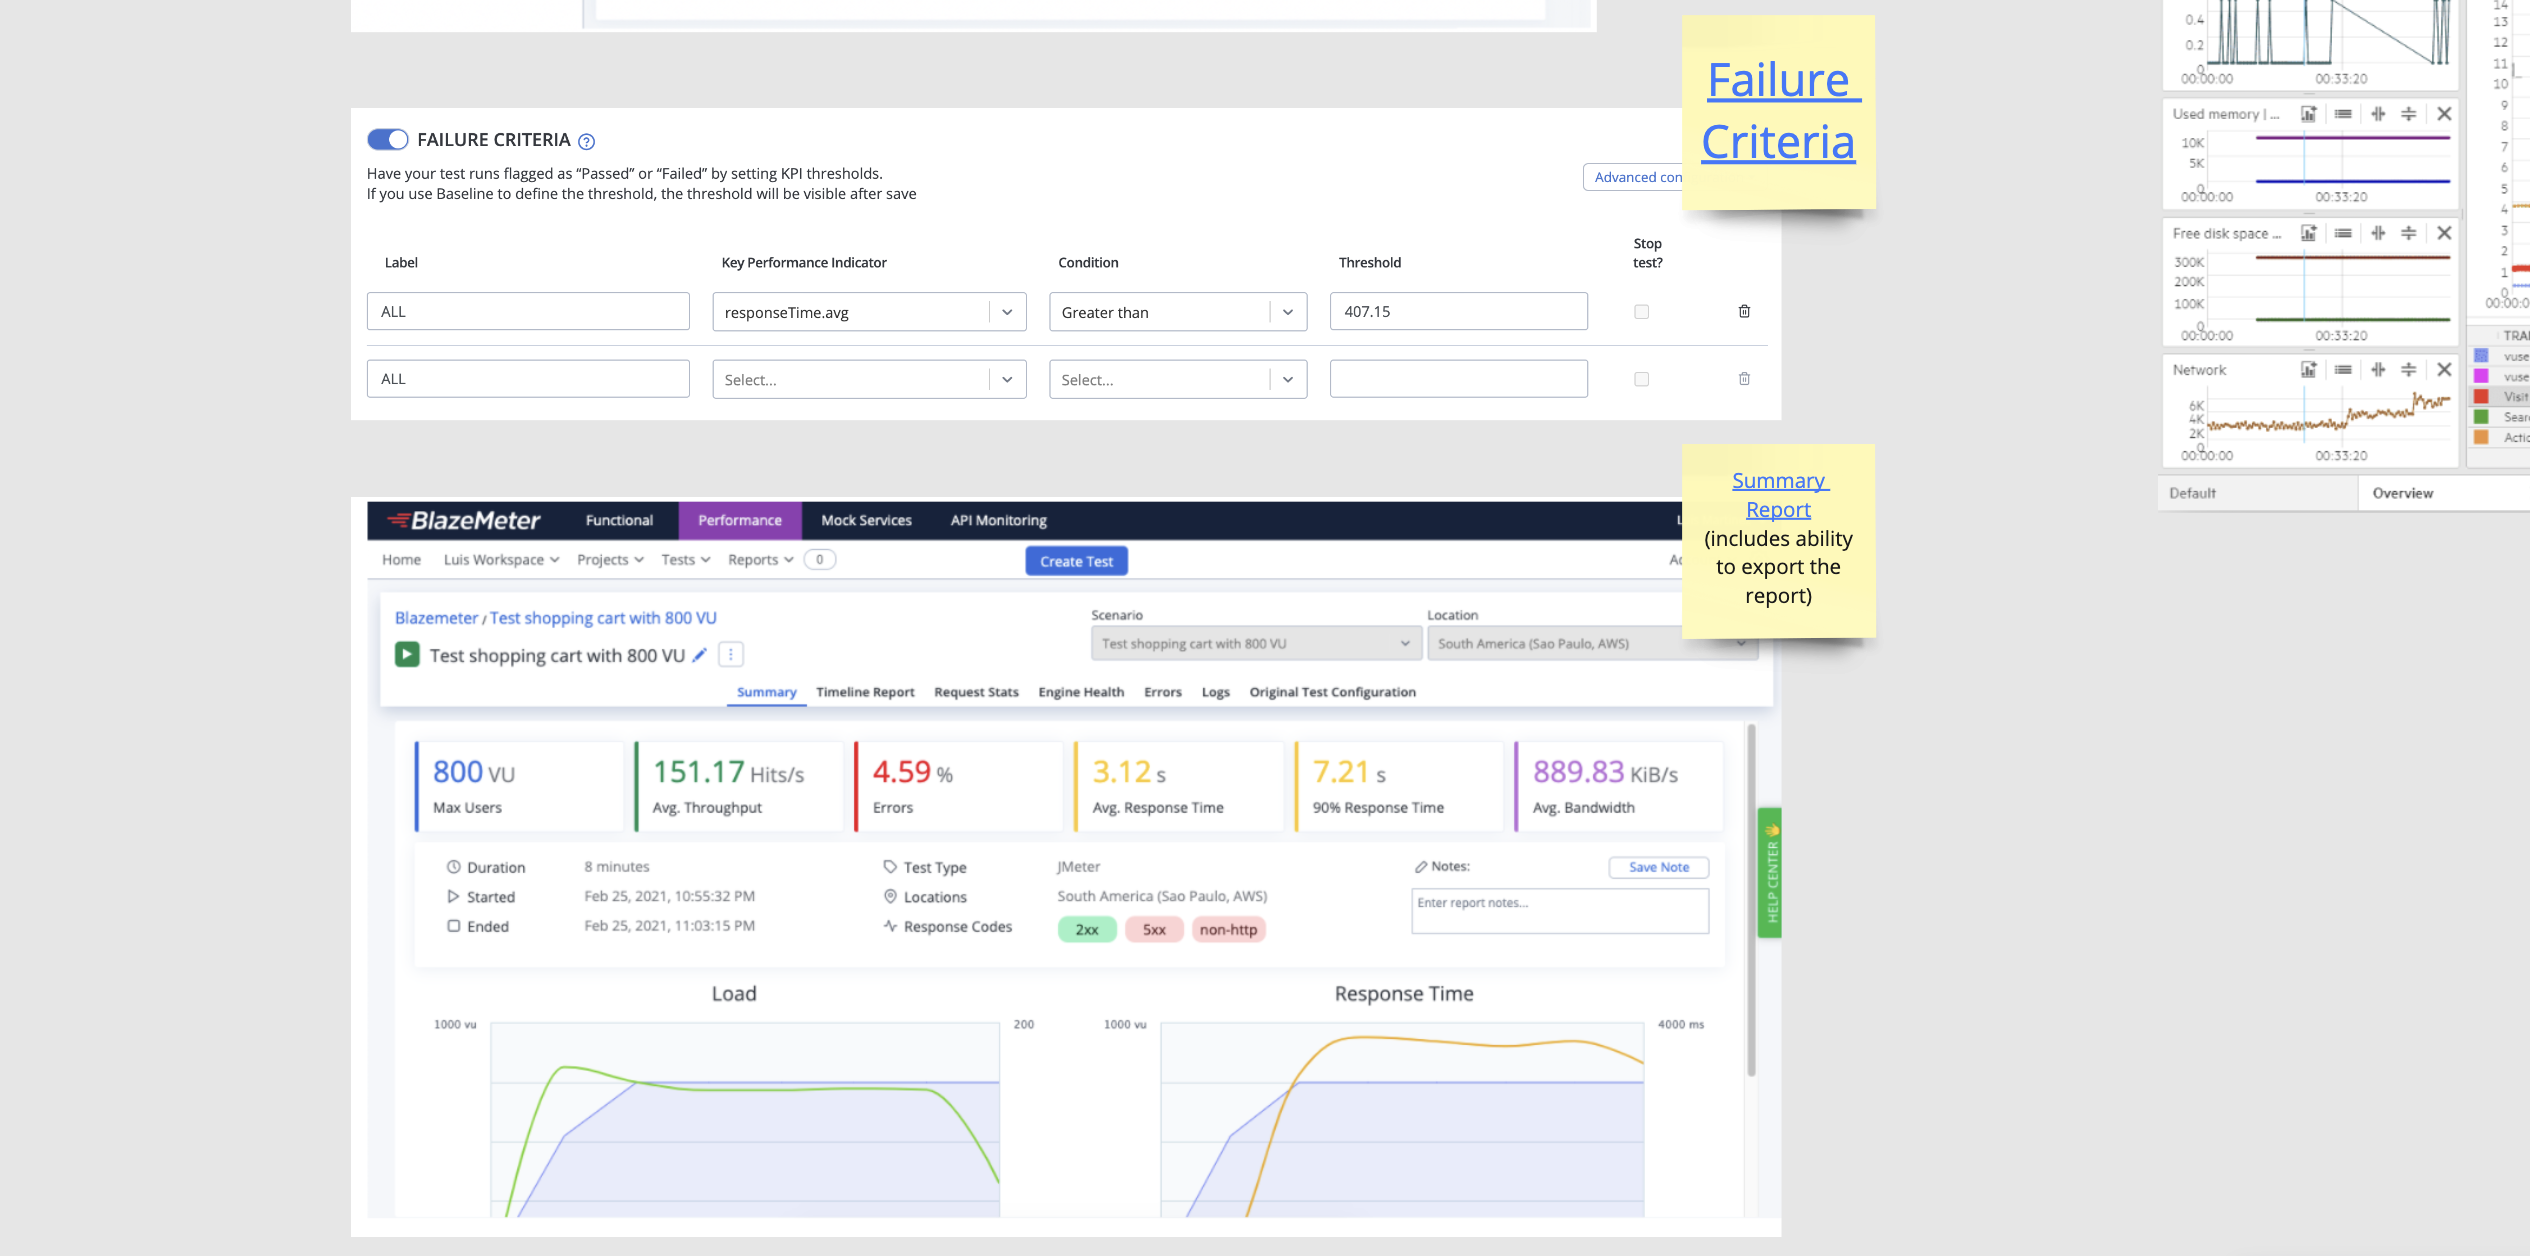 Failure
Criteria
FAILURE CRITERIA ?
Have your test runs flagged as “Passed” or “Failed” by setting KPI thresholds.
If you use Baseline to define the threshold, the threshold will be visible after save
Advanced con
Label
Key Performance Indicator
Condition
Threshold
Stop
test?
ALL
responseTime.avg
Greater than
407.15
ALL
Select...
Select...
Summary
Report
(includes ability
to export the
report)
BlazeMeter
Functional
Performance
Mock Services
API Monitoring
Home
Luis Workspace
Projects
Tests
Reports
0
Create Test
Blazemeter / Test shopping cart with 800 VU
Test shopping cart with 800 VU
Scenario
Test shopping cart with 800 VU
Location
South America (Sao Paulo, AWS)
Summary
Timeline Report
Request Stats
Engine Health
Errors
Logs
Original Test Configuration
800 VU
Max Users
151.17 Hits/s
Avg. Throughput
4.59 %
Errors
3.12 s
Avg. Response Time
7.21 s
90% Response Time
889.83 KiB/s
Avg. Bandwidth
Duration
8 minutes
Started
Feb 25, 2021, 10:55:32 PM
Ended
Feb 25, 2021, 11:03:15 PM
Test Type
JMeter
Locations
South America (Sao Paulo, AWS)
Response Codes
2xx
5xx
non-http
Notes:
Save Note
Enter report notes...
HELP CENTER
Load
1000 vu
200
Response Time
1000 vu
4000 ms
0.4
0.2
0
00:00:00
00:33:20
Used memory | ...
10K
5K
0
00:00:00
00:33:20
Free disk space ...
300K
200K
100K
0
00:00:00
00:33:20
Network
6K
4K
2K
0
00:00:00
00:33:20
Default
Overview
14
13
12
11
10
9
8
7
6
5
4
3
2
1
0
00:00:0
TRA
vuse
vuse
Visit
Sear
Actic